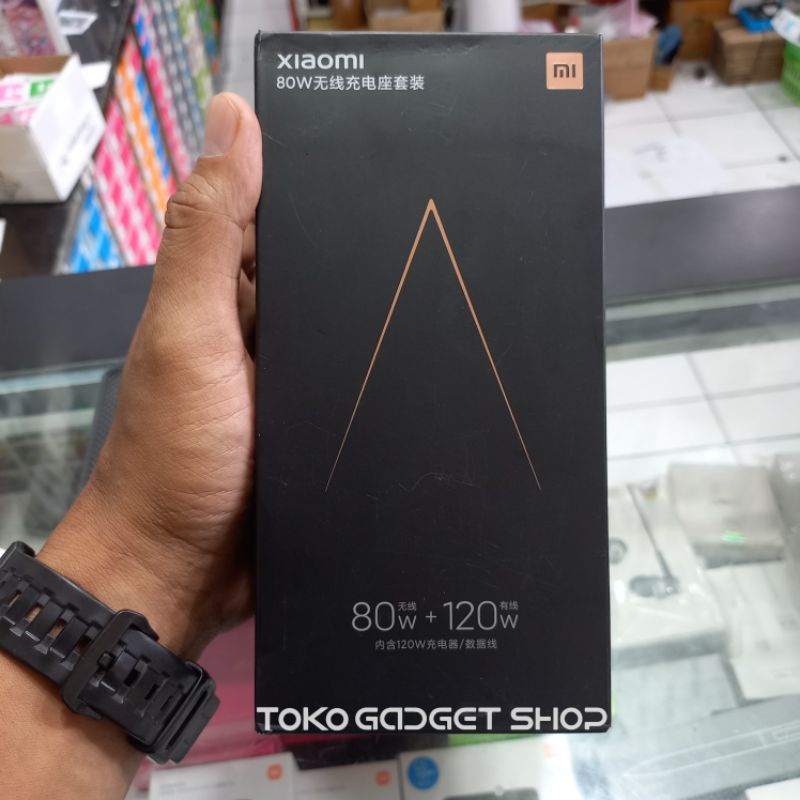 xiaomi
80W无线充电座套装
mi
80W 无线 + 120W 有线
内含120W充电器/数据线
TOKO GADGET SHOP
xiaomi